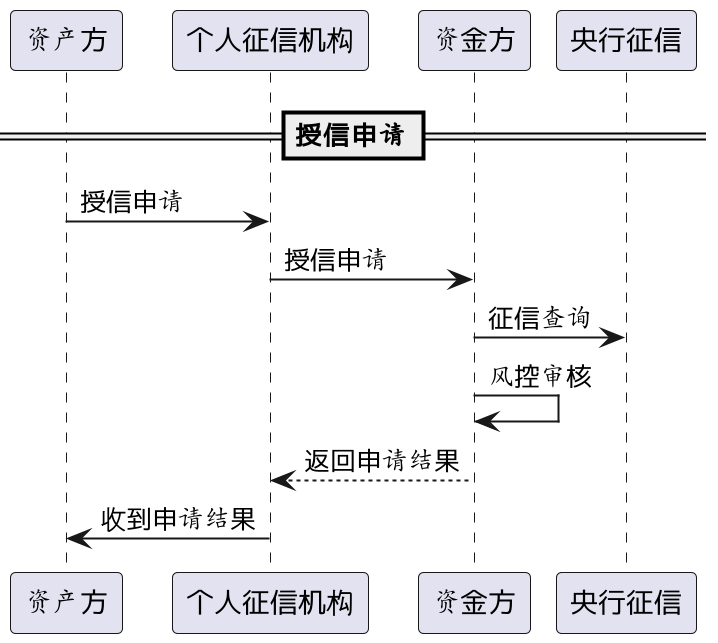 资产方 个人征信机构 资金方 央行征信
授信申请
授信申请
授信申请
征信查询
风控审核
返回申请结果
收到申请结果
资产方 个人征信机构 资金方 央行征信